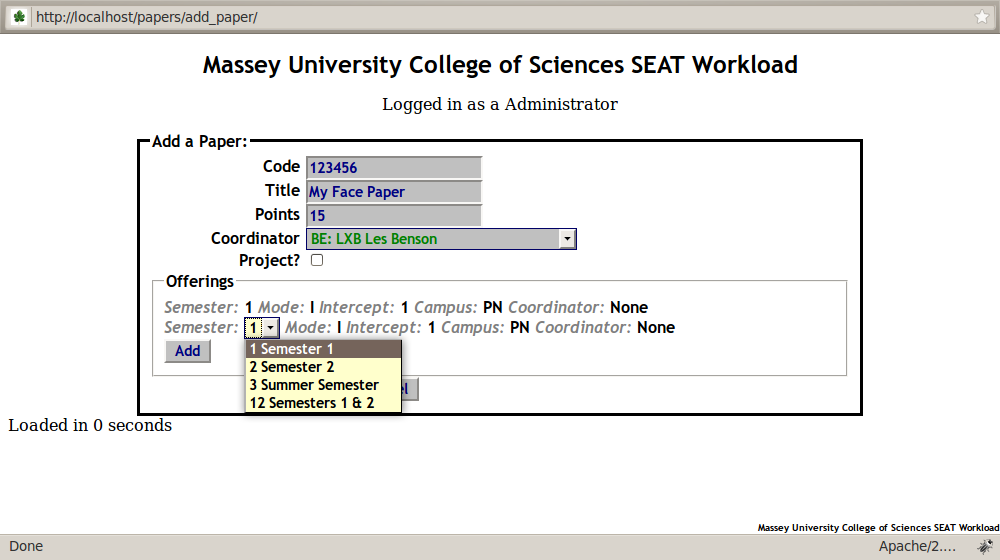 http://localhost/papers/add_paper/
Massey University College of Sciences SEAT Workload
Logged in as a Administrator
Add a Paper:
Code 123456
Title My Face Paper
Points 15
Coordinator BE: LXB Les Benson
Project?
Offerings
Semester: 1 Mode: I Intercept: 1 Campus: PN Coordinator: None
Semester: 1 Mode: I Intercept: 1 Campus: PN Coordinator: None
Add
1 Semester 1
2 Semester 2
3 Summer Semester
12 Semesters 1 & 2
Loaded in 0 seconds
Massey University College of Sciences SEAT Workload
Done Apache/2....